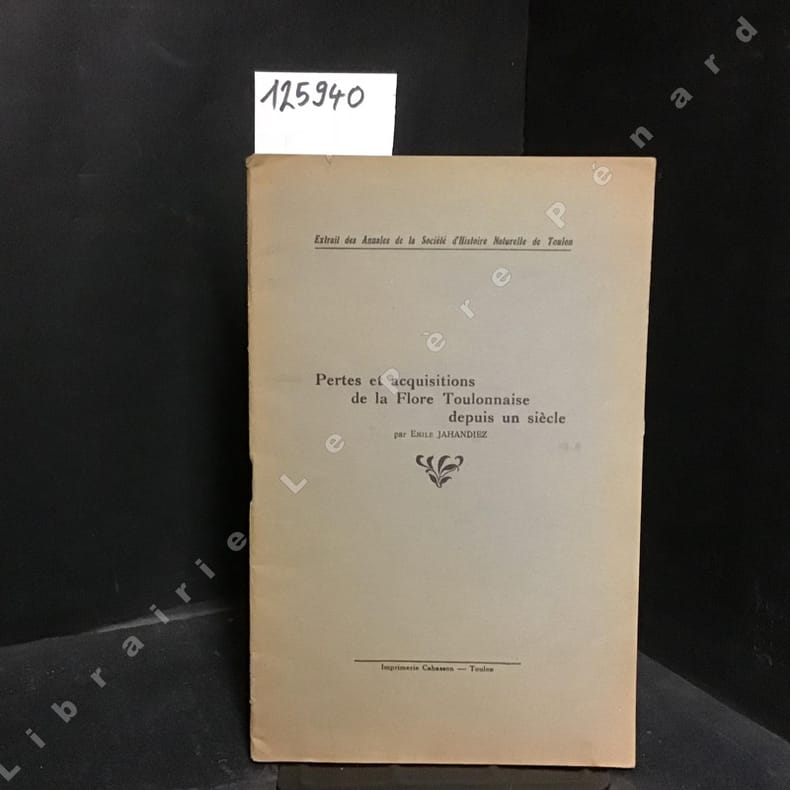 125940
Extrait des Annales de la Société d'Histoire Naturelle de Toulon
Pertes et acquisitions
de la Flore Toulonnaise
depuis un siècle
par EMILE JAHANDIEZ
Imprimerie Cabasson — Toulon
Librairie Le Père Pénard